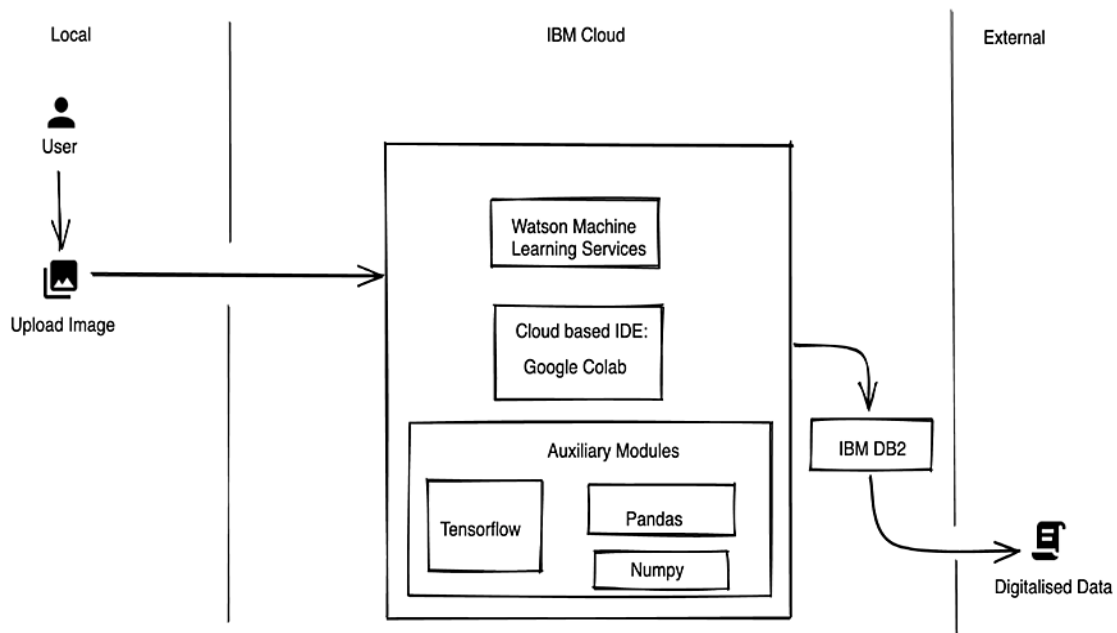 Local
IBM Cloud
External
User
Upload Image
Watson Machine
Learning Services
Cloud based IDE:
Google Colab
Auxiliary Modules
Tensorflow
Pandas
Numpy
IBM DB2
Digitalised Data